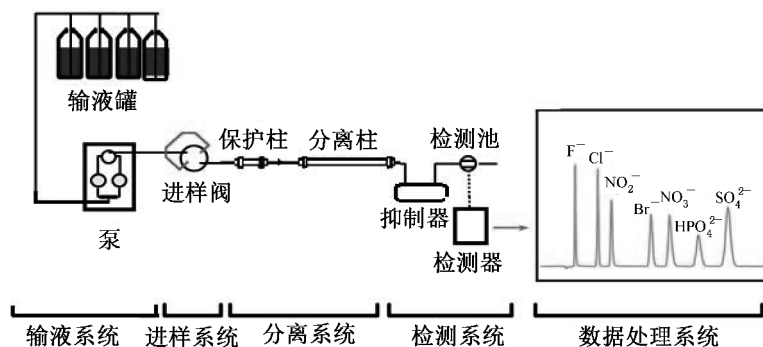 输液罐
泵
进样阀
保护柱
分离柱
抑制器
检测池
检测器
F⁻
Cl⁻
NO₂⁻
Br⁻
NO₃⁻
HPO₄²⁻
SO₄²⁻
输液系统
进样系统
分离系统
检测系统
数据处理系统